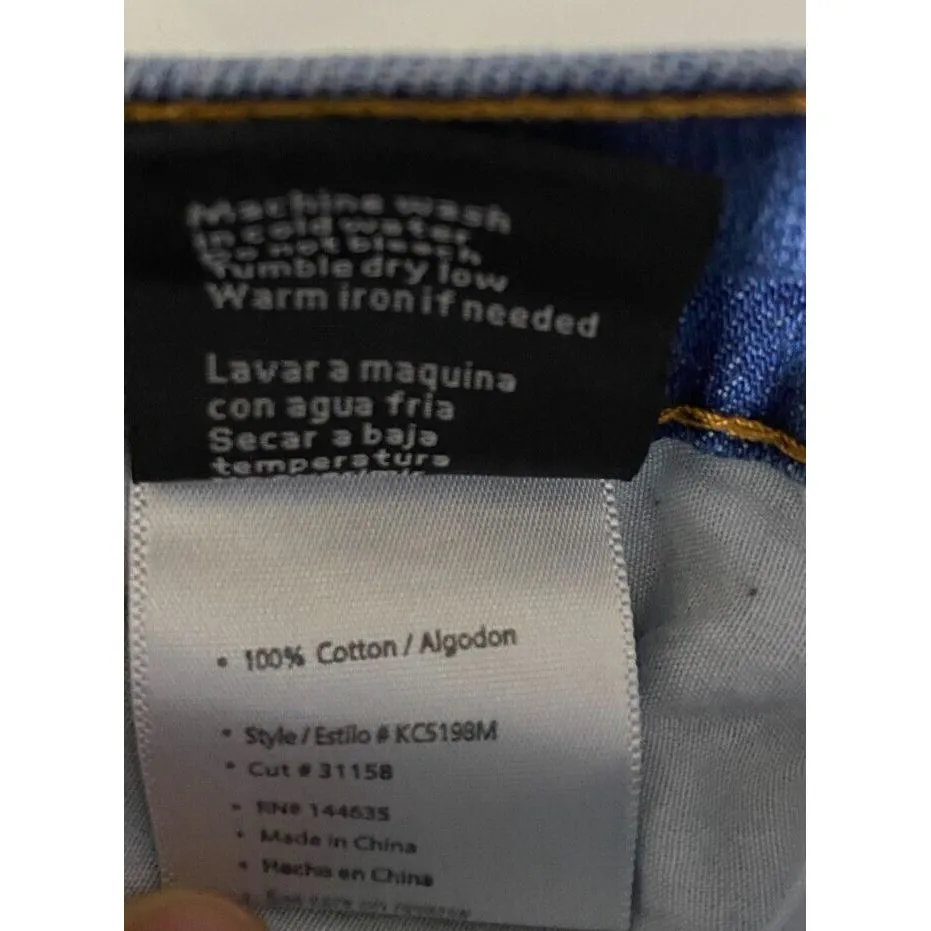 Machine wash
in cold water
Do not bleach
Tumble dry low
Warm iron if needed
Lavar a maquina
con agua fria
Secar a baja
temperatura
• 100% Cotton / Algodon
• Style / Estilo # KC5198M
• Cut # 31158
• RN# 144635
• Made in China
• Hecho en China